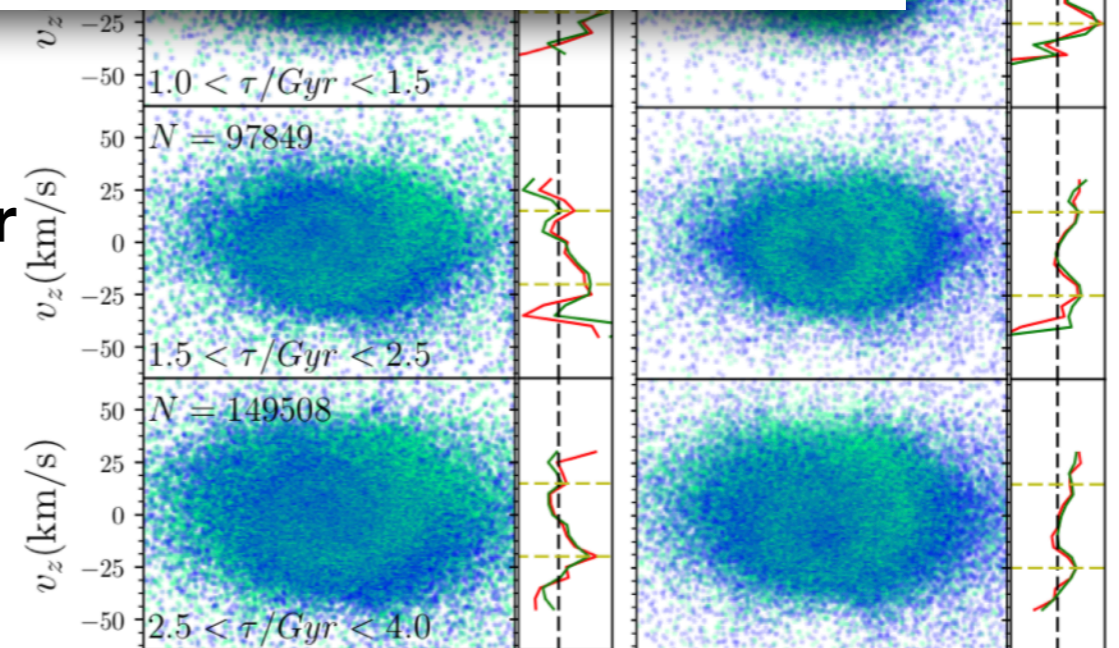 v_z
−25
−50
1.0 < τ/Gyr < 1.5
N = 97849
r
v_z(km/s)
50
25
0
−25
−50
1.5 < τ/Gyr < 2.5
N = 149508
v_z(km/s)
50
25
0
−25
−50
2.5 < τ/Gyr < 4.0